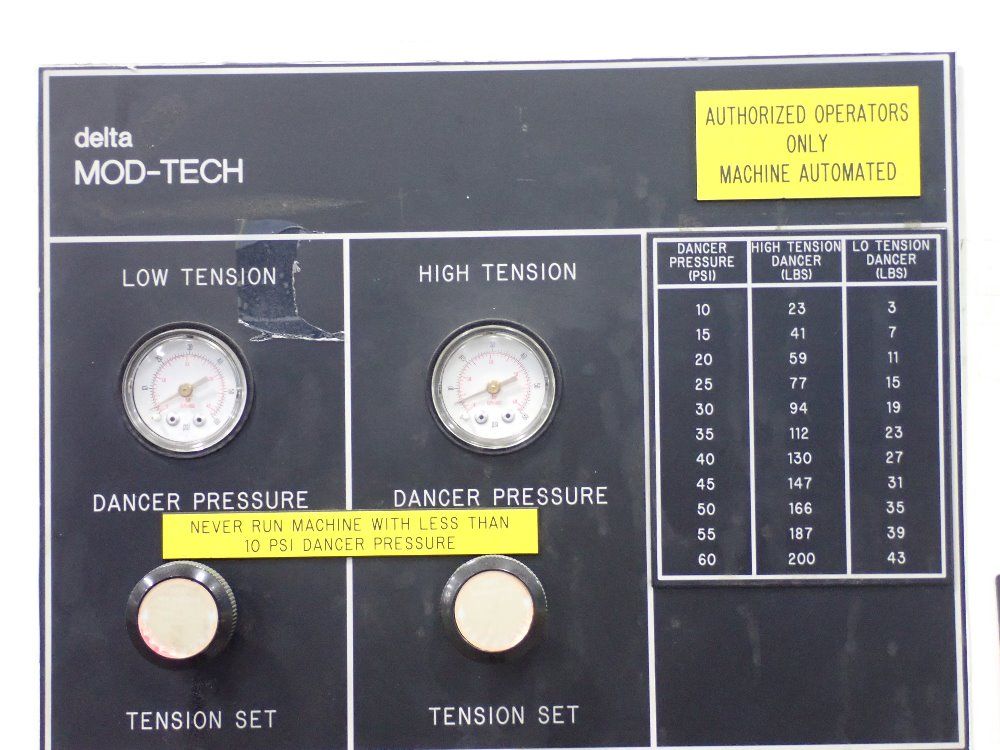 delta
MOD-TECH
AUTHORIZED OPERATORS
ONLY
MACHINE AUTOMATED
LOW TENSION
HIGH TENSION
DANCER PRESSURE
DANCER PRESSURE
NEVER RUN MACHINE WITH LESS THAN
10 PSI DANCER PRESSURE
TENSION SET
TENSION SET
DANCER PRESSURE (PSI) HIGH TENSION DANCER (LBS) LO TENSION DANCER (LBS)
10 23 3
15 41 7
20 59 11
25 77 15
30 94 19
35 112 23
40 130 27
45 147 31
50 166 35
55 187 39
60 200 43